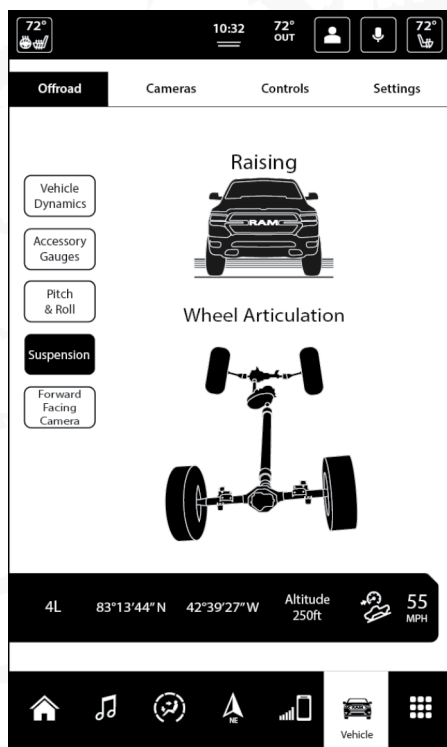 72°
10:32
72°
OUT
72°
Offroad
Cameras
Controls
Settings
Raising
RAM
Vehicle
Dynamics
Accessory
Gauges
Pitch
& Roll
Wheel Articulation
Suspension
Forward
Facing
Camera
4L
83°13'44"N
42°39'27"W
Altitude
250ft
55
MPH
NE
Vehicle